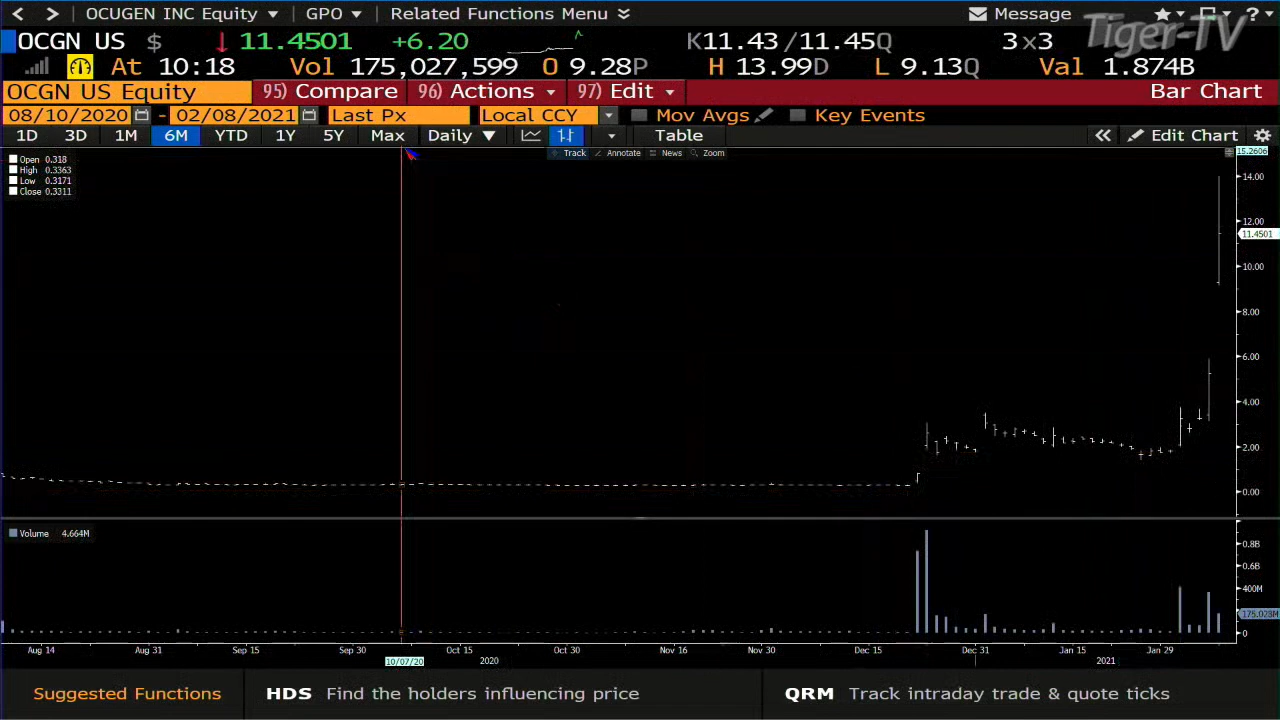 < > OCUGEN INC Equity ▾ GPO ▾ Related Functions Menu Message ?
Tiger-TV
OCGN US $ ↓ 11.4501 +6.20 K11.43 /11.45Q 3x3
At 10:18 Vol 175,027,599 O 9.28P H 13.99D L 9.13Q Val 1.874B
OCGN US Equity 95) Compare 96) Actions 97) Edit Bar Chart
08/10/2020 - 02/08/2021 Last Px Local CCY Mov Avgs Key Events
1D 3D 1M 6M YTD 1Y 5Y Max Daily ▼ Table « Edit Chart
Track Annotate News Zoom 15.2606
Open 0.318
High 0.3363
Low 0.3171
Close 0.3311
14.00
12.00
11.4501
10.00
8.00
6.00
4.00
2.00
0.00
Volume 4.664M
0.8B
0.6B
400M
175.028M
0
Aug 14 Aug 31 Sep 15 Sep 30 Oct 15 Oct 30 Nov 16 Nov 30 Dec 15 Dec 31 Jan 15 Jan 29
10/07/20 2020 2021
Suggested Functions HDS Find the holders influencing price QRM Track intraday trade & quote ticks